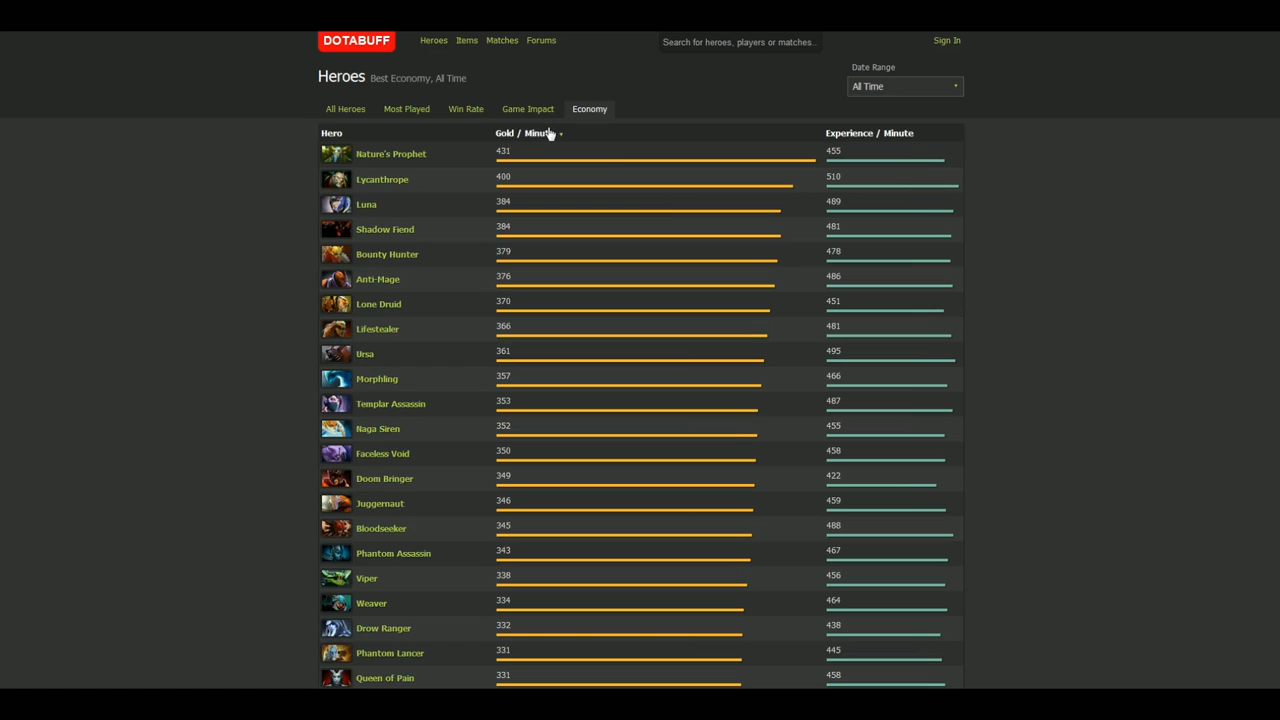 DOTABUFF Heroes Items Matches Forums Search for heroes, players or matches.. Sign In
Date Range
Heroes Best Economy, All Time
All Time
All Heroes Most Played Win Rate Game Impact Economy
Hero Gold / Experience / Minute
Nature's Prophet 431 455
Lycanthrope 400 510
Luna 384 489
Shadow Fiend 384 481
Bounty Hunter 379 478
Anti-Mage 376 486
Lone Druid 370 451
Lifestealer 366 481
Ursa 361 495
Morphling 357 466
Templar Assassin 353 487
Naga Siren 352 455
Faceless Void 350 458
Doom Bringer 349 422
Juggernaut 346 459
Bloodseeker 345 488
Phantom Assassin 343 467
Viper 338 456
Weaver 334 464
Drow Ranger 332 438
Phantom Lancer 331 445
Queen of Pain 331 458